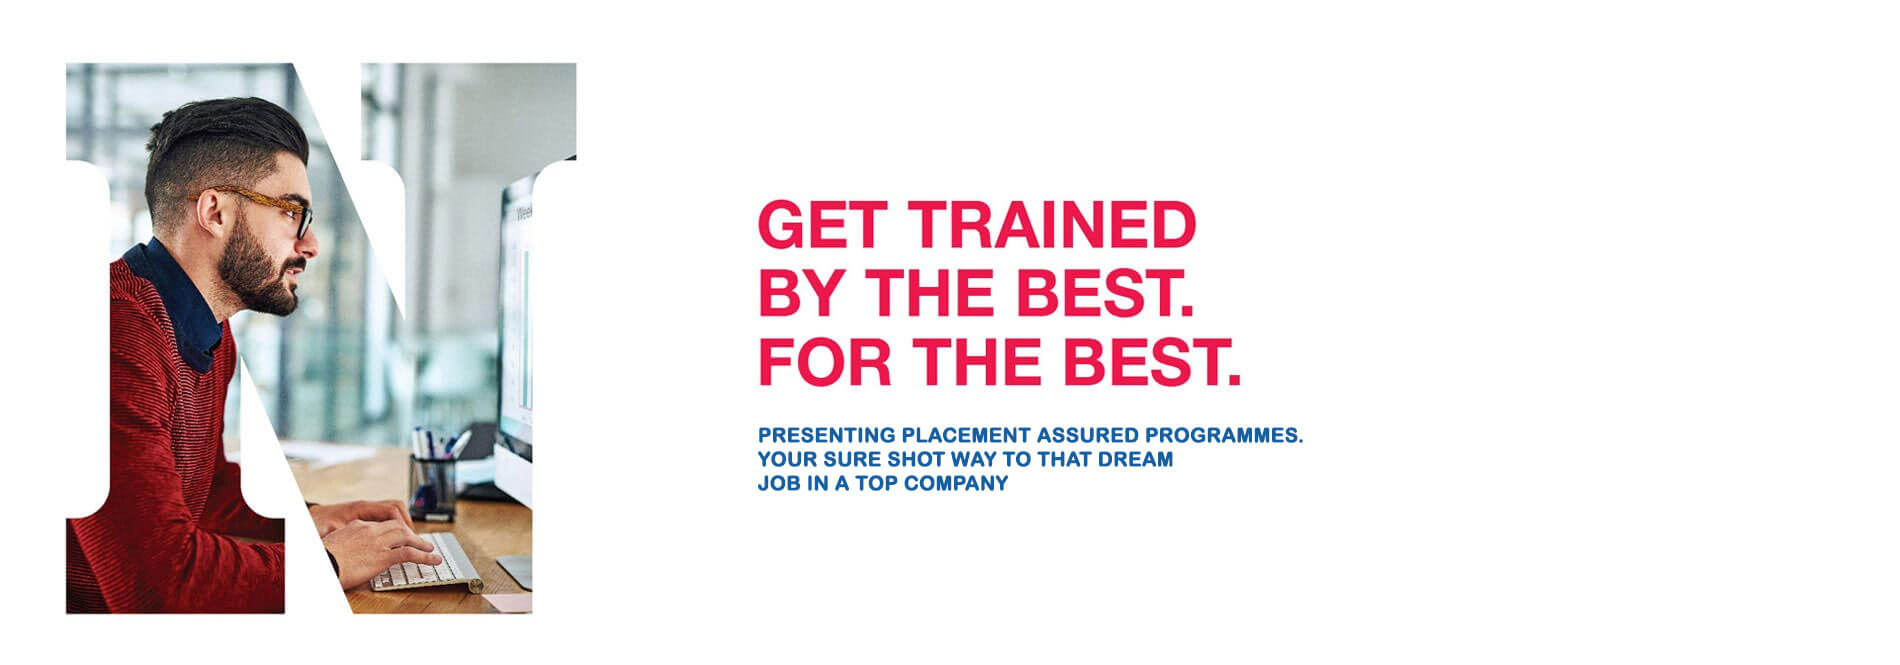 GET TRAINED
BY THE BEST.
FOR THE BEST.
PRESENTING PLACEMENT ASSURED PROGRAMMES.
YOUR SURE SHOT WAY TO THAT DREAM
JOB IN A TOP COMPANY